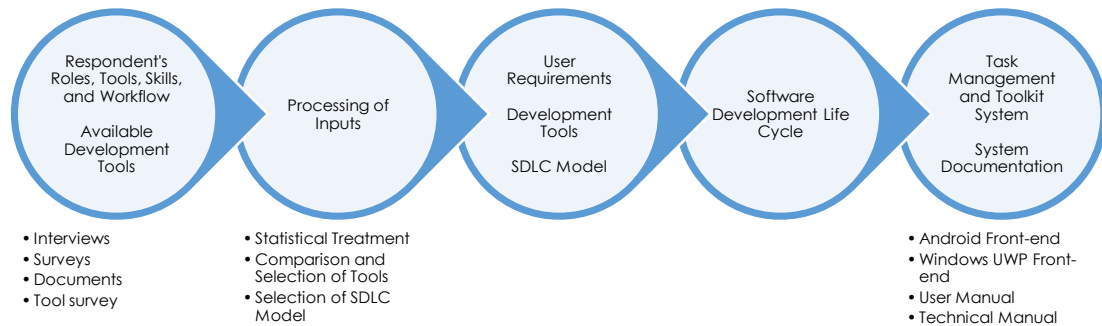 Respondent's
Roles, Tools, Skills,
and Workflow
Available
Development
Tools
• Interviews
• Surveys
• Documents
• Tool survey
Processing of
Inputs
• Statistical Treatment
• Comparison and
Selection of Tools
• Selection of SDLC
Model
User
Requirements
Development
Tools
SDLC Model
Software
Development Life
Cycle
Task
Management
and Toolkit
System
System
Documentation
• Android Front-end
• Windows UWP Front-
end
• User Manual
• Technical Manual